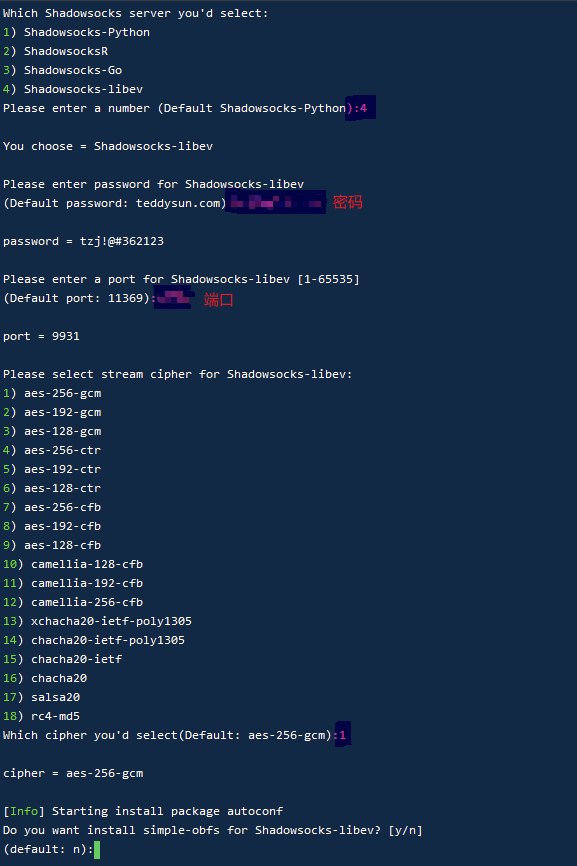 Which Shadowsocks server you'd select:
1) Shadowsocks-Python
2) ShadowsocksR
3) Shadowsocks-Go
4) Shadowsocks-libev
Please enter a number (Default Shadowsocks-Python):4
You choose = Shadowsocks-libev
Please enter password for Shadowsocks-libev
(Default password: teddysun.com) 密码
password = tzj!@#362123
Please enter a port for Shadowsocks-libev [1-65535]
(Default port: 11369): 端口
port = 9931
Please select stream cipher for Shadowsocks-libev:
1) aes-256-gcm
2) aes-192-gcm
3) aes-128-gcm
4) aes-256-ctr
5) aes-192-ctr
6) aes-128-ctr
7) aes-256-cfb
8) aes-192-cfb
9) aes-128-cfb
10) camellia-128-cfb
11) camellia-192-cfb
12) camellia-256-cfb
13) xchacha20-ietf-poly1305
14) chacha20-ietf-poly1305
15) chacha20-ietf
16) chacha20
17) salsa20
18) rc4-md5
Which cipher you'd select(Default: aes-256-gcm):1
cipher = aes-256-gcm
[Info] Starting install package autoconf
Do you want install simple-obfs for Shadowsocks-libev? [y/n]
(default: n):